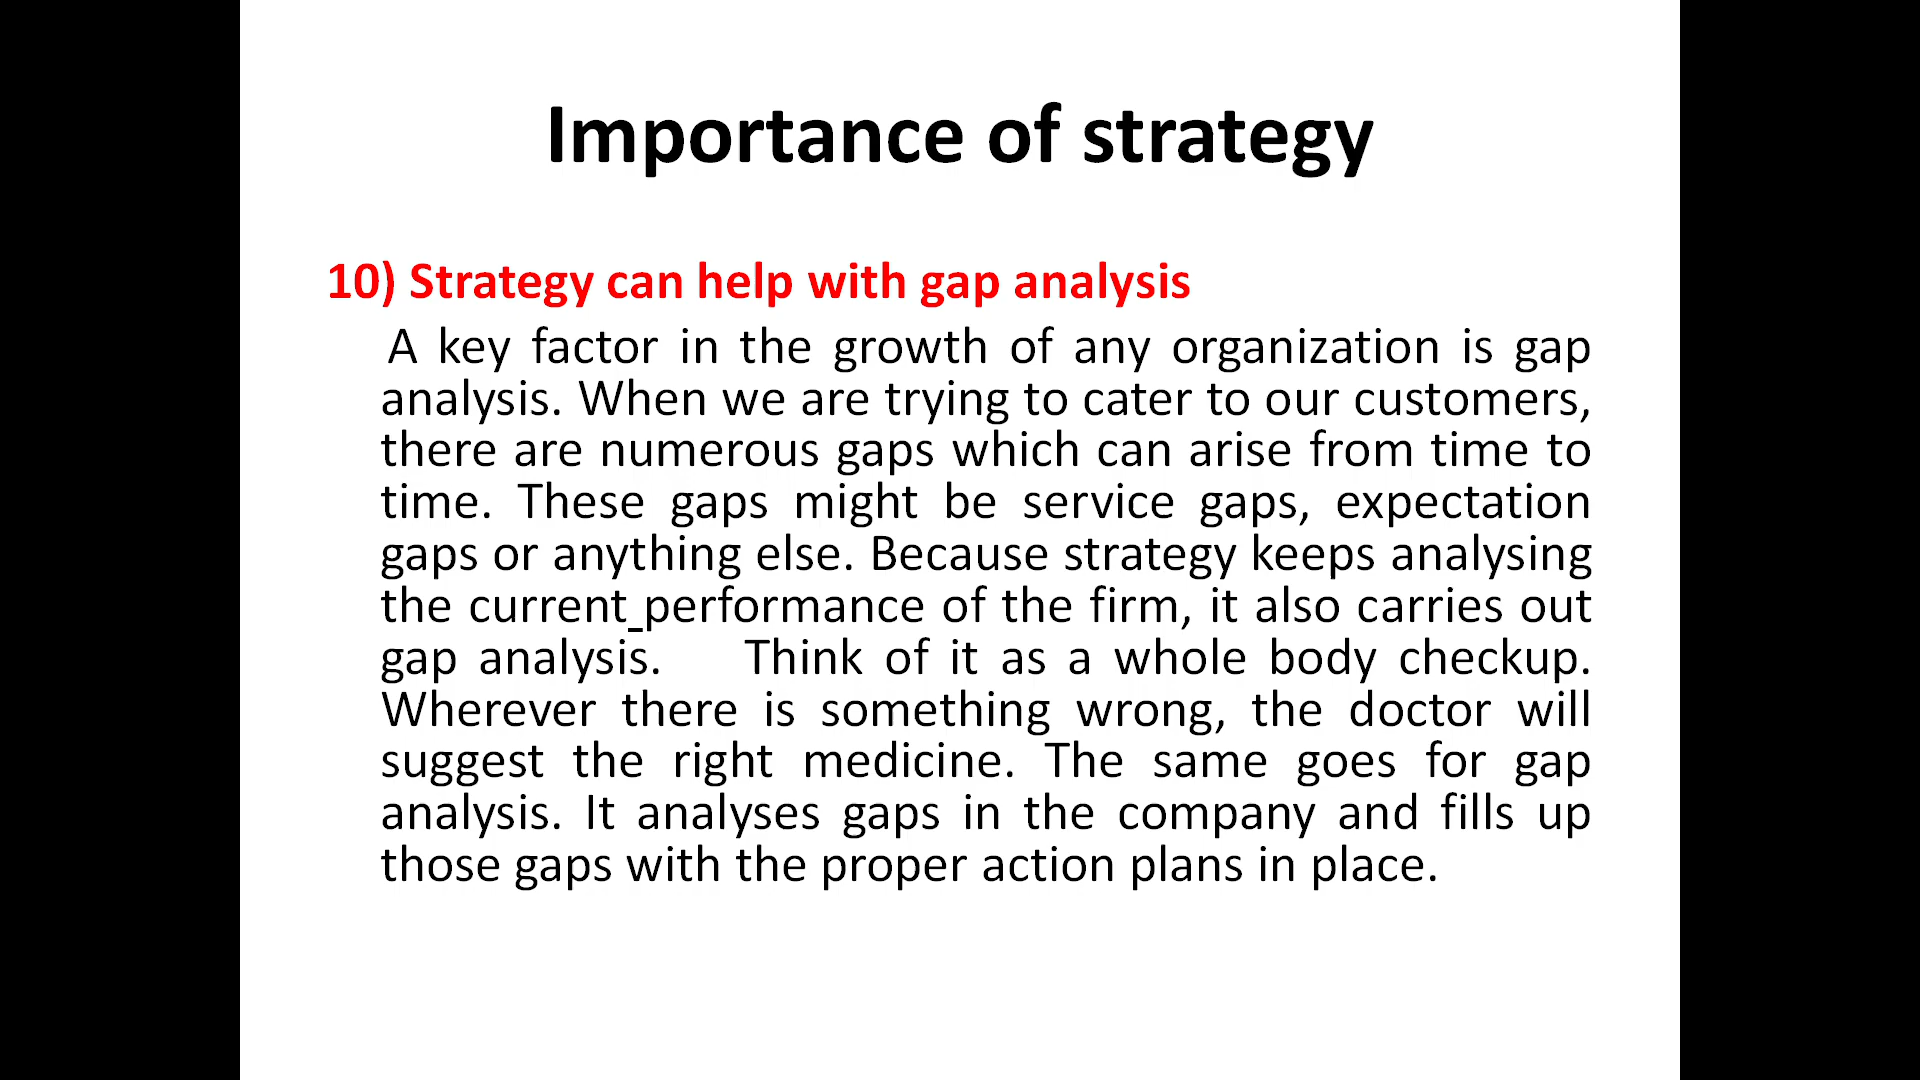 Importance of strategy
10) Strategy can help with gap analysis
A key factor in the growth of any organization is gap
analysis. When we are trying to cater to our customers,
there are numerous gaps which can arise from time to
time. These gaps might be service gaps, expectation
gaps or anything else. Because strategy keeps analysing
the current performance of the firm, it also carries out
gap analysis. Think of it as a whole body checkup.
Wherever there is something wrong, the doctor will
suggest the right medicine. The same goes for gap
analysis. It analyses gaps in the company and fills up
those gaps with the proper action plans in place.